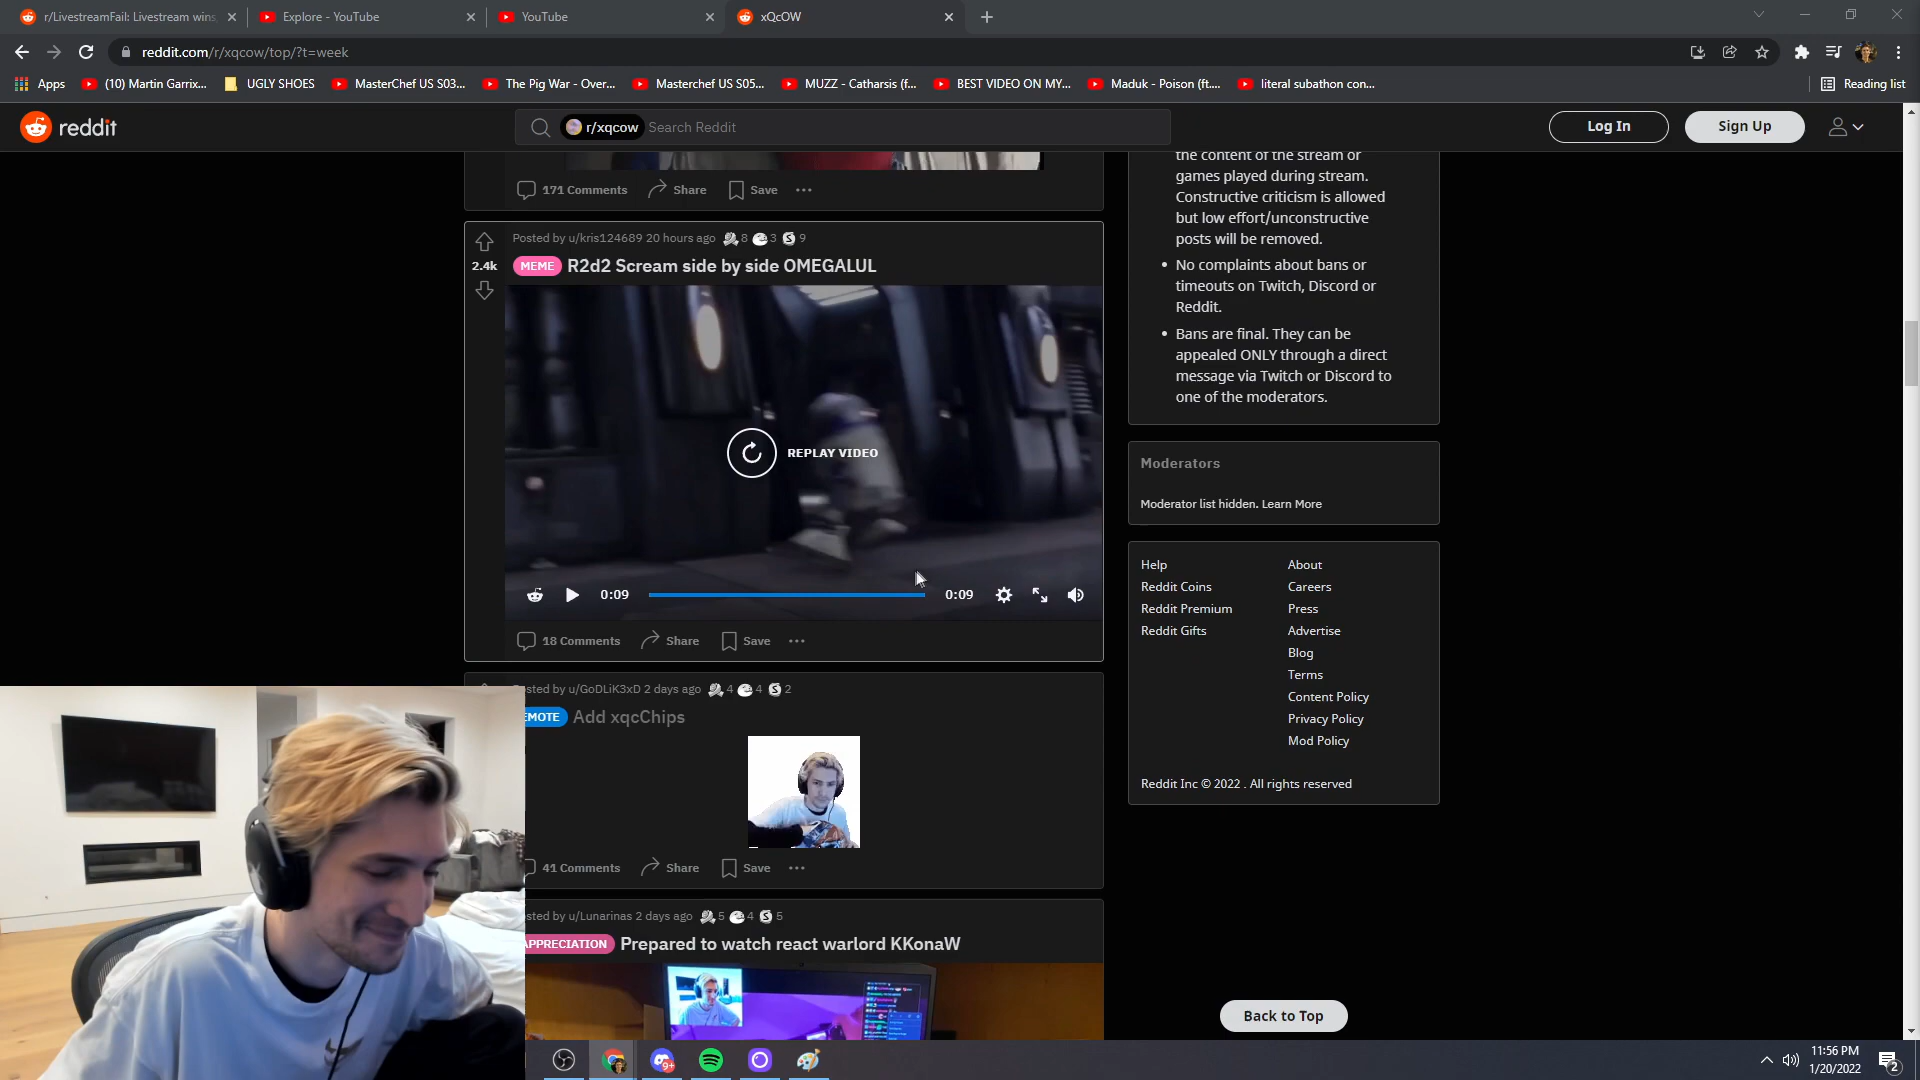 r/LivestreamFail: Livestream wins,
Explore - YouTube
YouTube
xQcOW
reddit.com/r/xqcow/top/?t=week
Apps
(10) Martin Garrix...
UGLY SHOES
MasterChef US S03...
The Pig War - Over...
Masterchef US S05...
MUZZ - Catharsis (f...
BEST VIDEO ON MY...
Maduk - Poison (ft....
literal subathon con...
Reading list
reddit
r/xqcow
Search Reddit
Log In
Sign Up
171 Comments
Share
Save
Posted by u/kris124689 20 hours ago
8
3
S 9
2.4k
MEME
R2d2 Scream side by side OMEGALUL
REPLAY VIDEO
0:09
0:09
18 Comments
Share
Save
sted by u/GoDLiK3xD 2 days ago
4
4
S 2
EMOTE
Add xqcChips
41 Comments
Share
Save
sted by u/Lunarinas 2 days ago
5
4
S 5
APPRECIATION
Prepared to watch react warlord KKonaW
the content of the stream or
games played during stream.
Constructive criticism is allowed
but low effort/unconstructive
posts will be removed.
• No complaints about bans or
timeouts on Twitch, Discord or
Reddit.
• Bans are final. They can be
appealed ONLY through a direct
message via Twitch or Discord to
one of the moderators.
Moderators
Moderator list hidden. Learn More
Help
Reddit Coins
Reddit Premium
Reddit Gifts
About
Careers
Press
Advertise
Blog
Terms
Content Policy
Privacy Policy
Mod Policy
Reddit Inc © 2022 . All rights reserved
Back to Top
9+
11:56 PM
1/20/2022
2